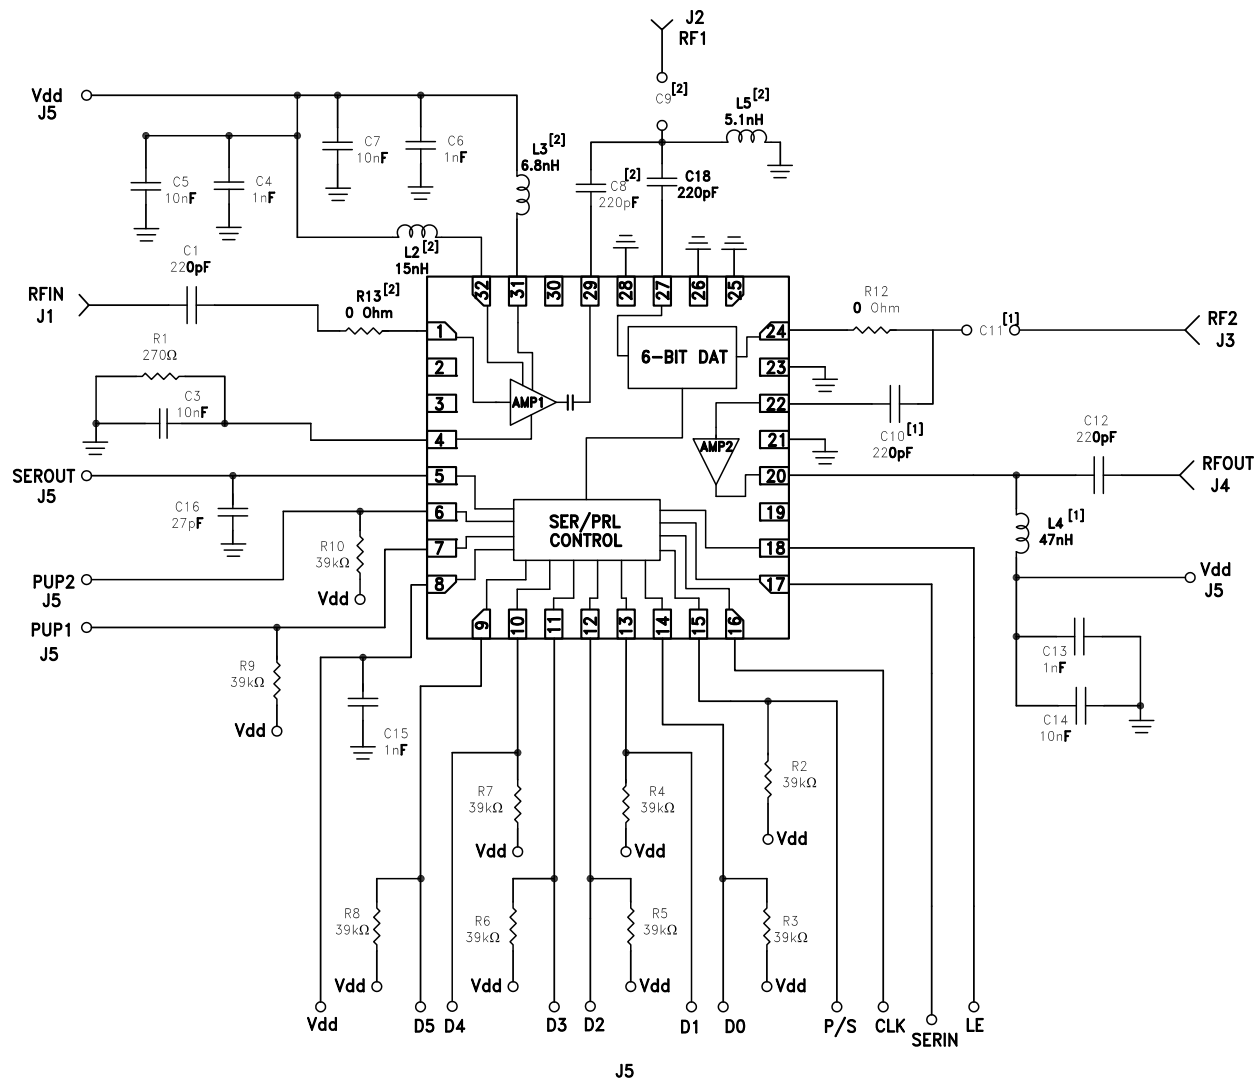 J2
RF1
C9[2]
Vdd
J5
C7
10nF
C6
1nF
C5
10nF
C4
1nF
L3[2]
6.8nH
L5[2]
5.1nH
C8[2]
220pF
C18
220pF
L2[2]
15nH
C1
220pF
RFIN
J1
R13[2]
0 Ohm
R1
270Ω
C3
10nF
32
31
30
29
28
27
26
25
1
2
3
4
5
6
7
8
AMP1
6-BIT DAT
AMP2
SER/PRL
CONTROL
24
23
22
21
20
19
18
17
9
10
11
12
13
14
15
16
R12
0 Ohm
C11[1]
RF2
J3
C10[1]
220pF
C12
220pF
RFOUT
J4
L4[1]
47nH
Vdd
J5
C13
1nF
C14
10nF
SEROUT
J5
C16
27pF
PUP2
J5
R10
39kΩ
Vdd
PUP1
J5
R9
39kΩ
Vdd
C15
1nF
R7
39kΩ
Vdd
R4
39kΩ
Vdd
R2
39kΩ
Vdd
R8
39kΩ
Vdd
R6
39kΩ
Vdd
R5
39kΩ
Vdd
R3
39kΩ
Vdd
Vdd
D5
D4
D3
D2
D1
D0
P/S
CLK
SERIN
LE
J5